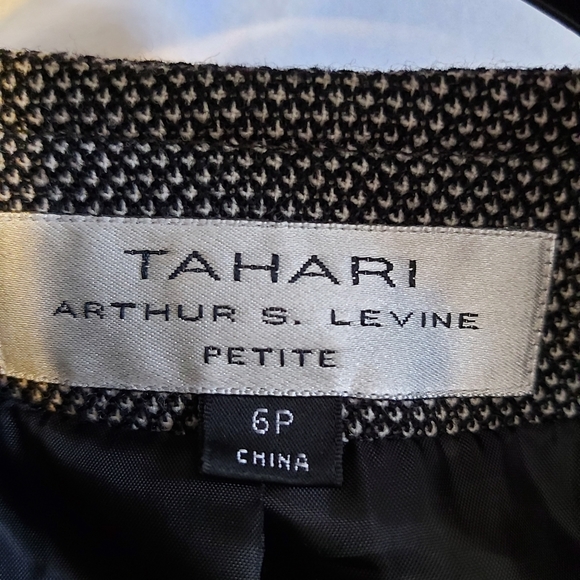 TAHARI
ARTHUR S. LEVINE
PETITE
6P
CHINA